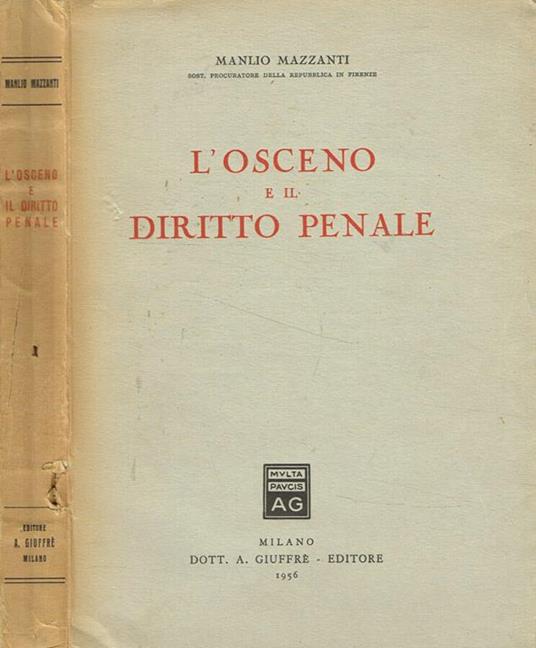 MANLIO MAZZANTI
L'OSCENO
E
IL DIRITTO
PENALE
EDITORE
A. GIUFFRÈ
MILANO
MANLIO MAZZANTI
SOST. PROCURATORE DELLA REPUBBLICA IN FIRENZE
L'OSCENO
E IL
DIRITTO PENALE
MVLTA
PAVCIS
AG
MILANO
DOTT. A. GIUFFRÈ - EDITORE
1956